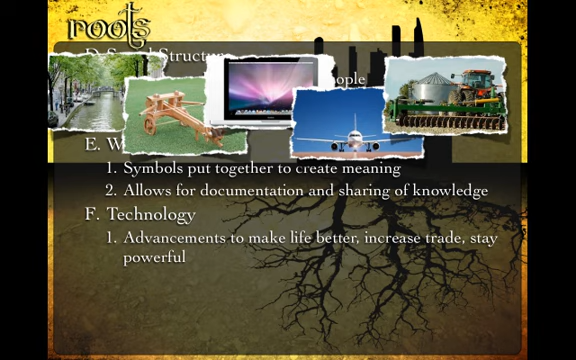 roots
D. Social Structure
ople
E. W
1. Symbols put together to create meaning
2. Allows for documentation and sharing of knowledge
F. Technology
1. Advancements to make life better, increase trade, stay
powerful